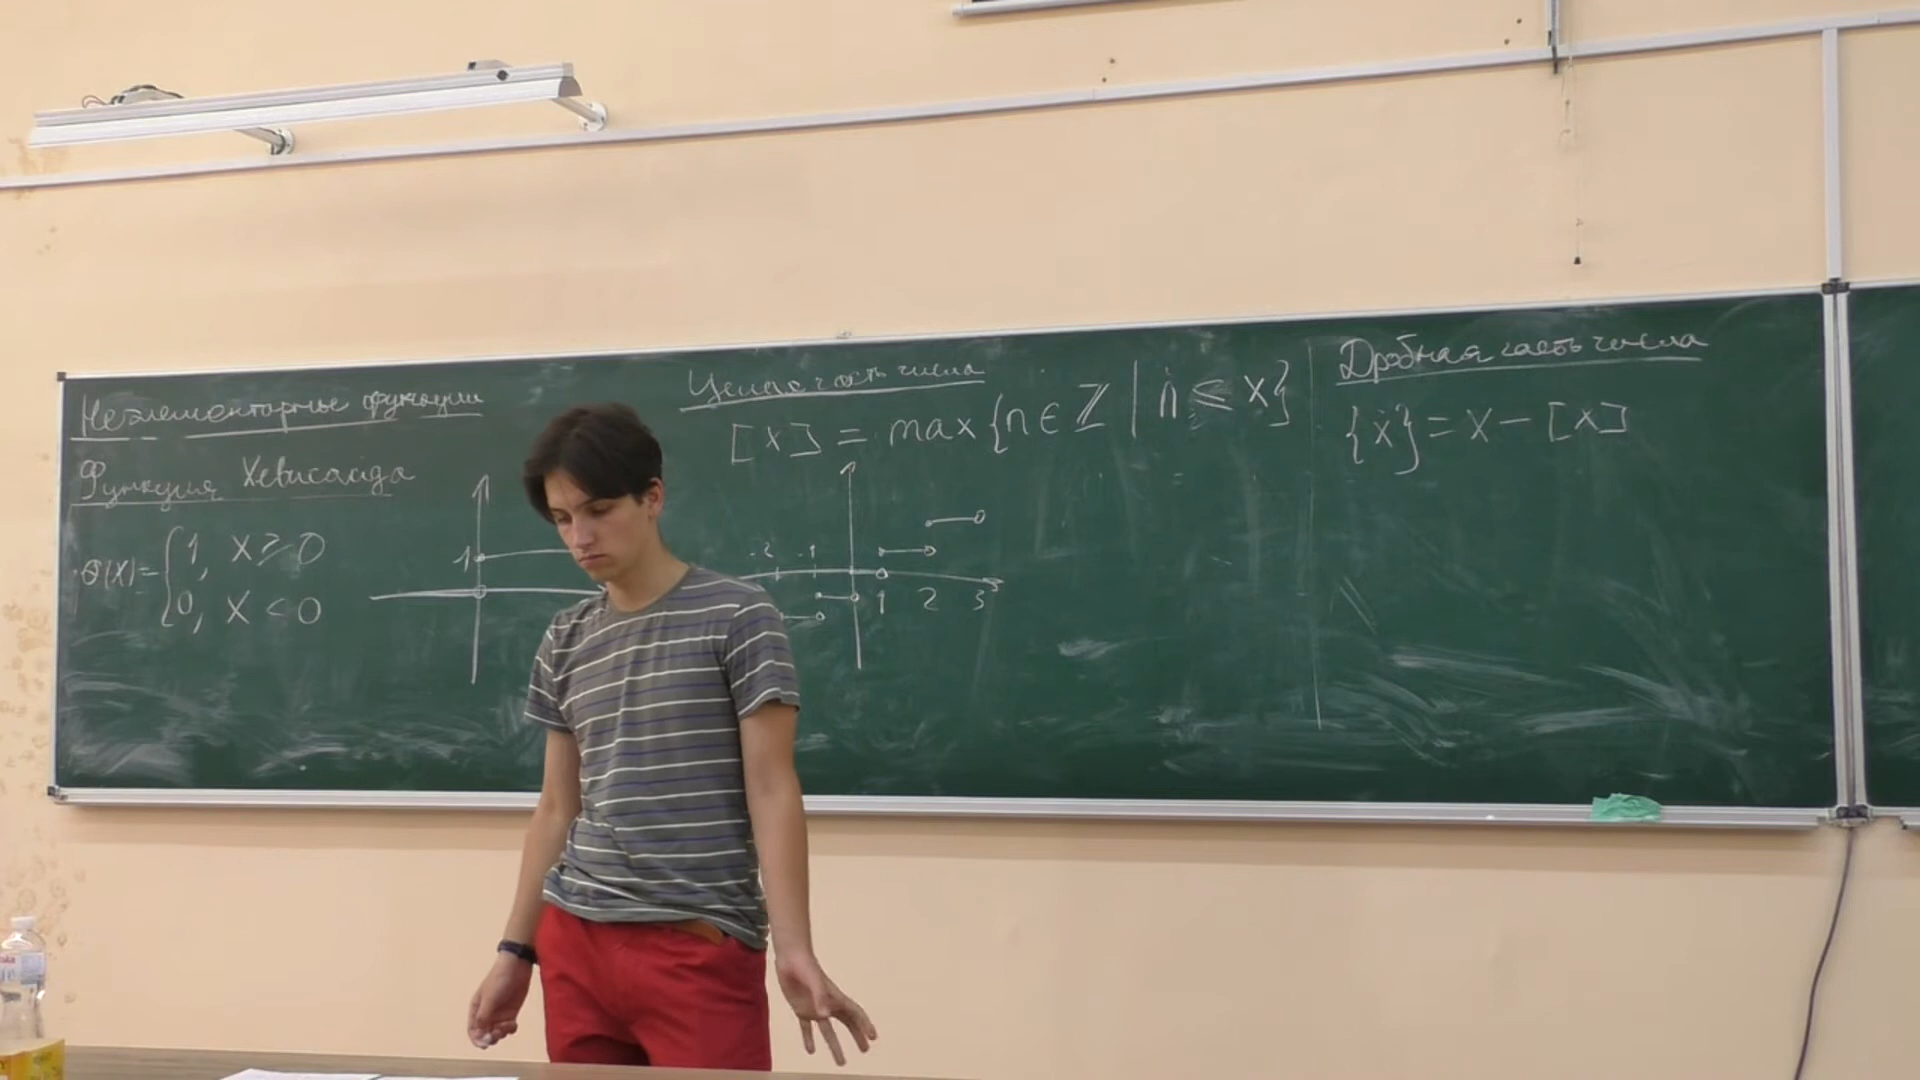 Неэлементарные функции
Функция Хевисайда
θ(x) = { 1, x ≥ 0
0, x < 0
1
Целая часть числа
[x] = max{n ∈ ℤ | n ≤ x}
-2 -1
1 2 3
Дробная часть числа
{x} = x - [x]